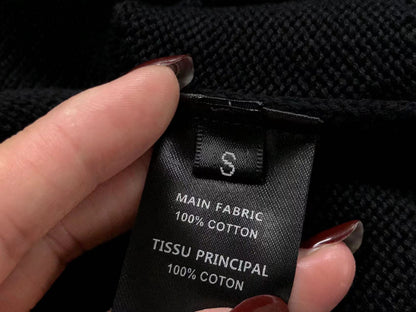 S
MAIN FABRIC
100% COTTON
TISSU PRINCIPAL
100% COTON